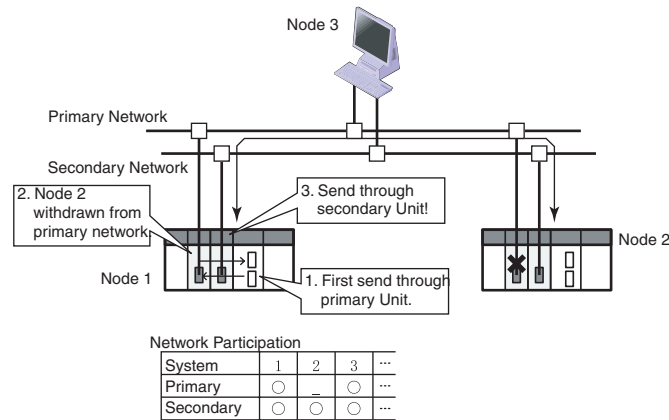 Node 3
Primary Network
Secondary Network
2. Node 2
withdrawn from
primary network
3. Send through
secondary Unit!
Node 2
Node 1
1. First send through
primary Unit.
Network Participation
System 1 2 3 ...
Primary ○ _ ○ ...
Secondary ○ ○ ○ ...